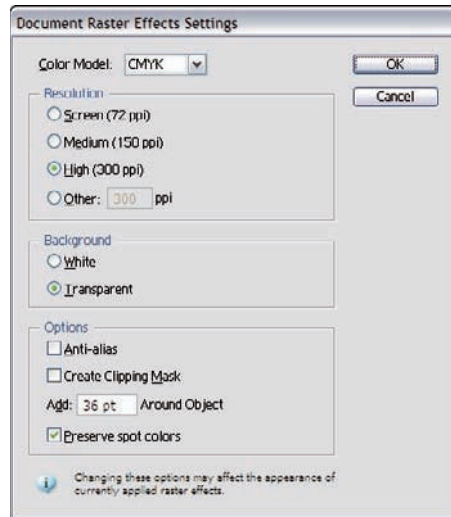 Document Raster Effects Settings
Color Model: CMYK
OK
Cancel
Resolution
Screen (72 ppi)
Medium (150 ppi)
High (300 ppi)
Other: 300 ppi
Background
White
Transparent
Options
Anti-alias
Create Clipping Mask
Add: 36 pt Around Object
Preserve spot colors
Changing these options may affect the appearance of
currently applied raster effects.